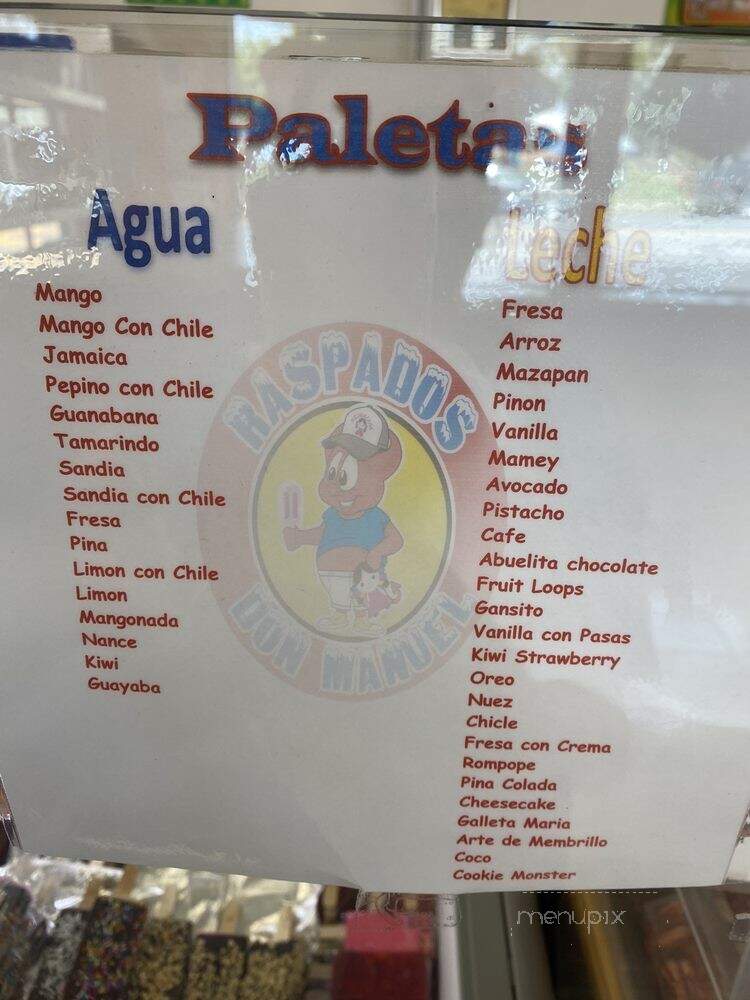 Paletas
Agua
Mango
Mango Con Chile
Jamaica
Pepino con Chile
Guanabana
Tamarindo
Sandia
Sandia con Chile
Fresa
Pina
Limon con Chile
Limon
Mangonada
Nance
Kiwi
Guayaba
Leche
Fresa
Arroz
Mazapan
Pinon
Vanilla
Mamey
Avocado
Pistacho
Cafe
Abuelita chocolate
Fruit Loops
Gansito
Vanilla con Pasas
Kiwi Strawberry
Oreo
Nuez
Chicle
Fresa con Crema
Rompope
Pina Colada
Cheesecake
Galleta Maria
Arte de Membrillo
Coco
Cookie Monster
RASPADOS
DON MANUEL
menupix